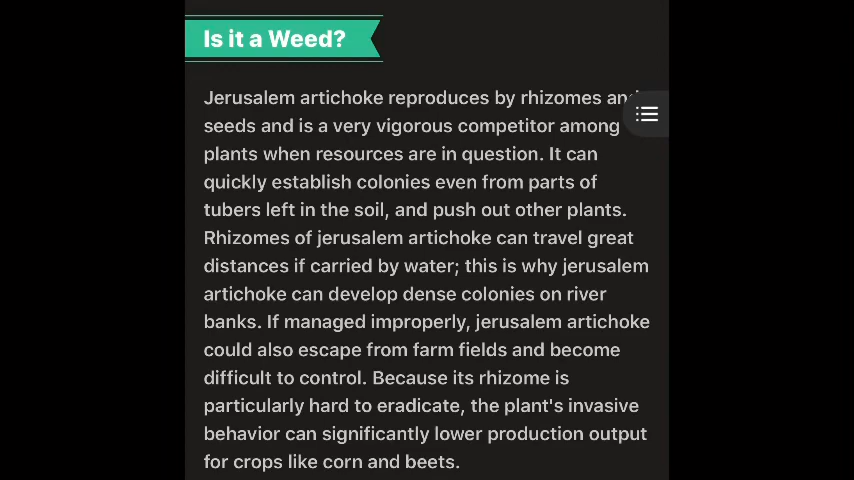 Is it a Weed?
Jerusalem artichoke reproduces by rhizomes and
seeds and is a very vigorous competitor among
plants when resources are in question. It can
quickly establish colonies even from parts of
tubers left in the soil, and push out other plants.
Rhizomes of jerusalem artichoke can travel great
distances if carried by water; this is why jerusalem
artichoke can develop dense colonies on river
banks. If managed improperly, jerusalem artichoke
could also escape from farm fields and become
difficult to control. Because its rhizome is
particularly hard to eradicate, the plant's invasive
behavior can significantly lower production output
for crops like corn and beets.